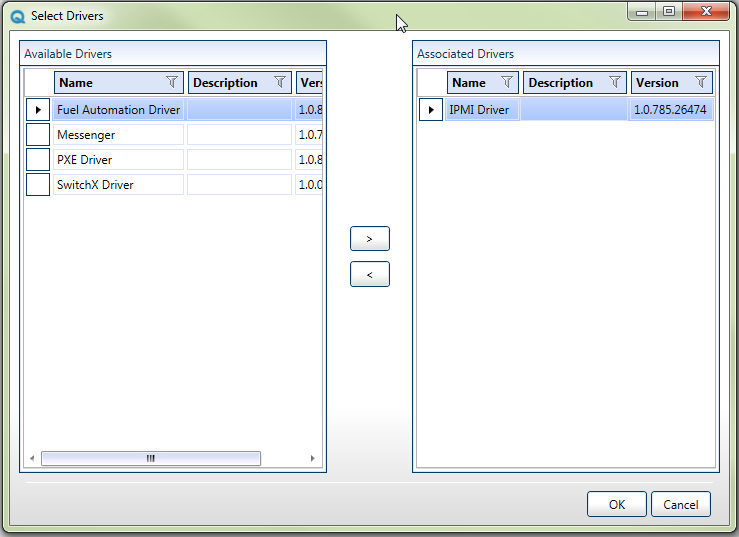 Select Drivers
Available Drivers
Name Description Vers
Fuel Automation Driver 1.0.8
Messenger 1.0.7
PXE Driver 1.0.8
SwitchX Driver 1.0.0
>
<
Associated Drivers
Name Description Version
IPMI Driver 1.0.785.26474
OK Cancel